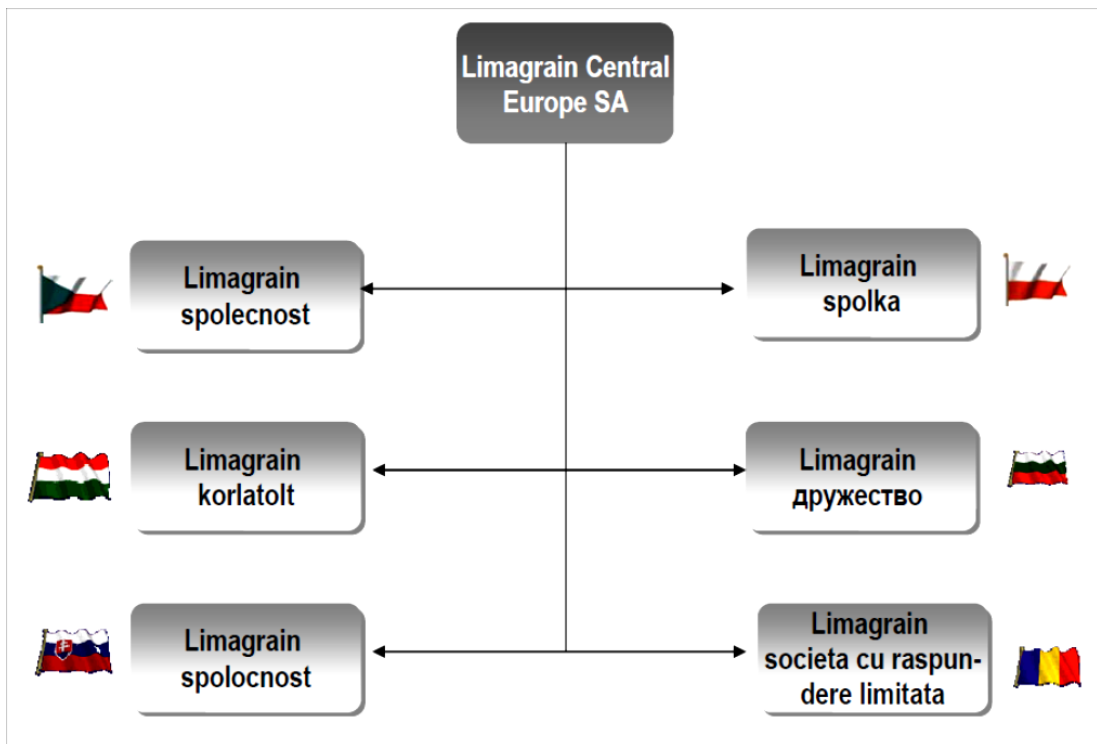 Limagrain Central
Europe SA
Limagrain
spolecnost
Limagrain
spolka
Limagrain
korlatolt
Limagrain
дружество
Limagrain
spolocnost
Limagrain
societa cu raspun-
dere limitata